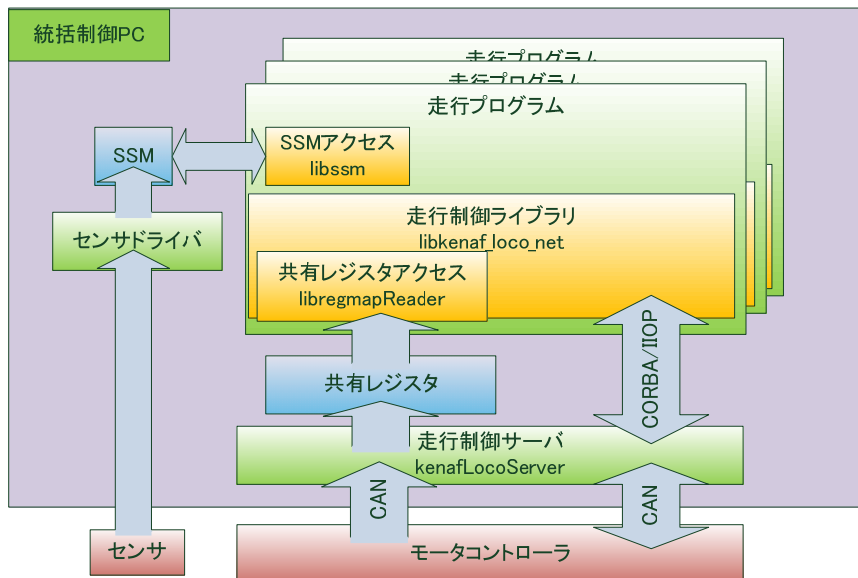 統括制御PC
走行プログラム
走行プログラム
走行プログラム
SSM
SSMアクセス
libssm
センサドライバ
走行制御ライブラリ
libkenaf_loco_net
共有レジスタアクセス
libregmapReader
共有レジスタ
CORBA/IIOP
走行制御サーバ
kenafLocoServer
CAN
CAN
センサ
モータコントローラ